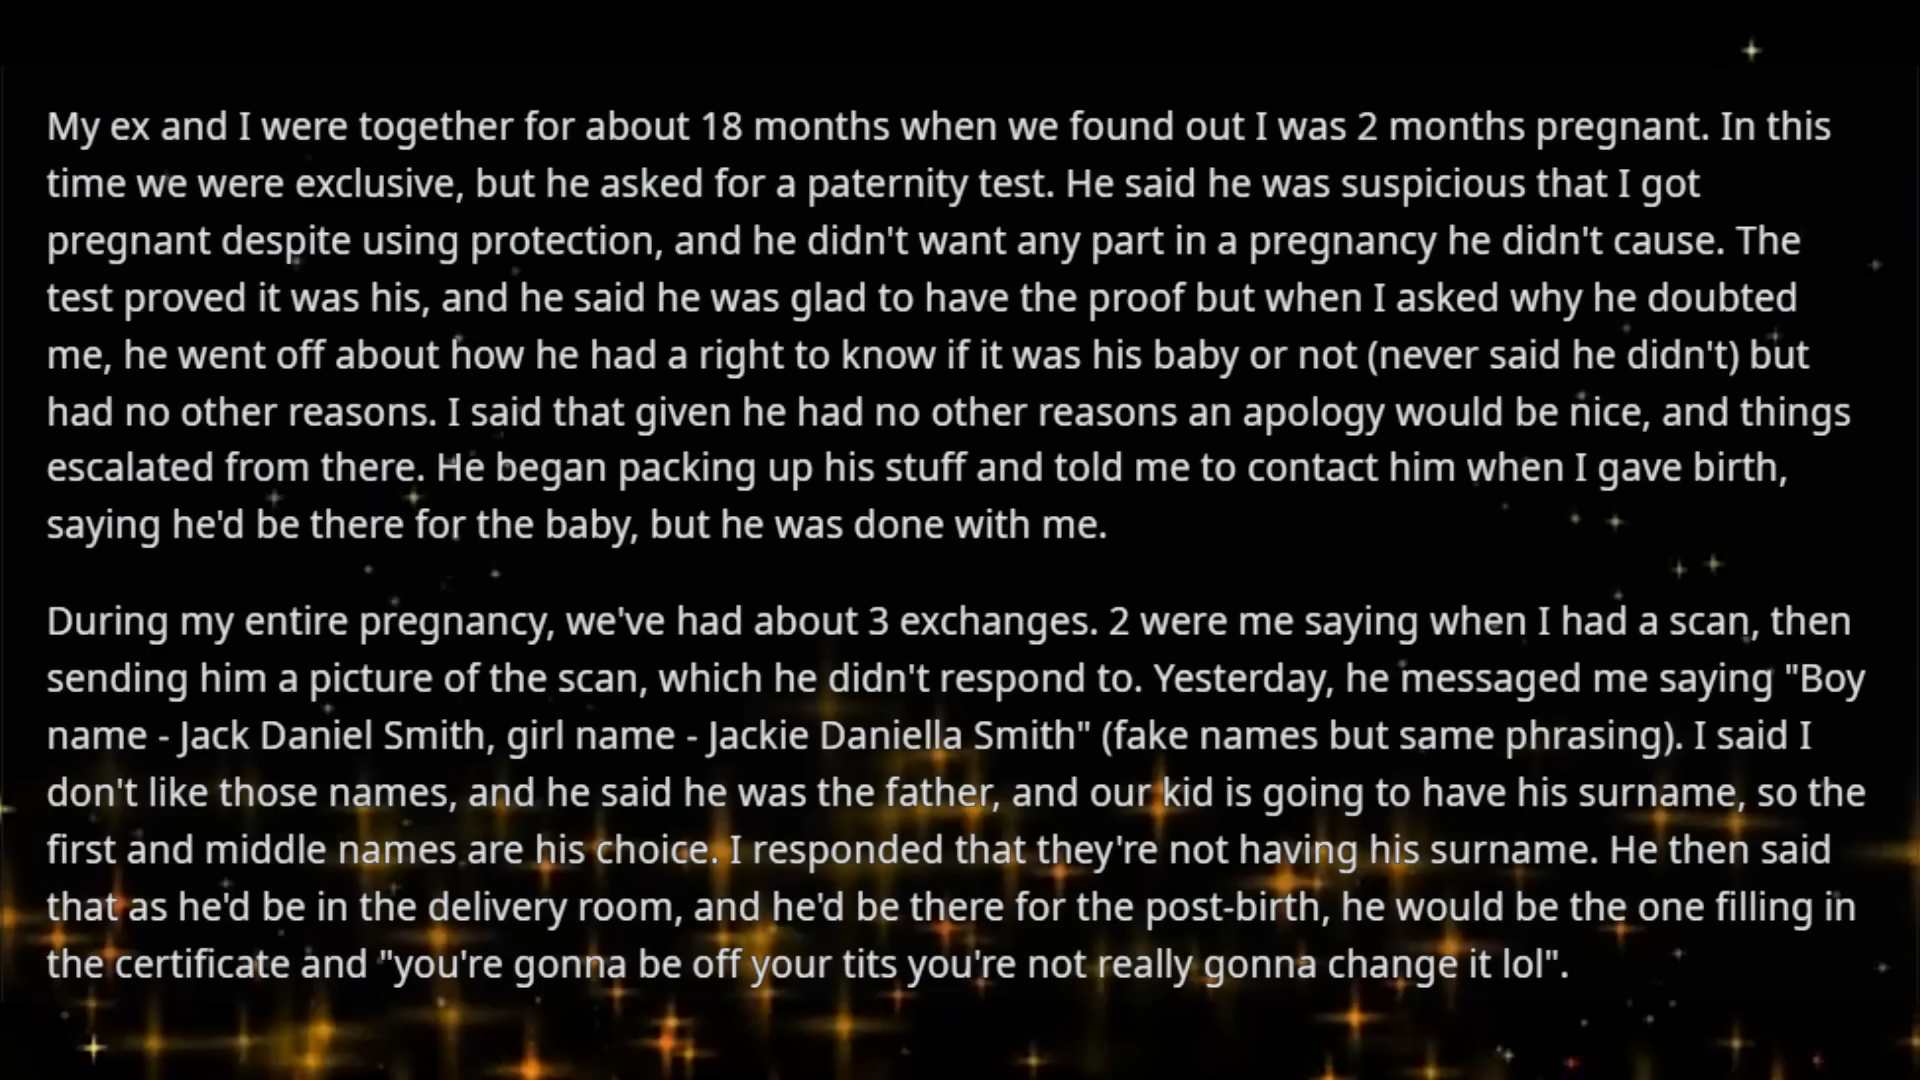 My ex and I were together for about 18 months when we found out I was 2 months pregnant. In this
time we were exclusive, but he asked for a paternity test. He said he was suspicious that I got
pregnant despite using protection, and he didn't want any part in a pregnancy he didn't cause. The
test proved it was his, and he said he was glad to have the proof but when I asked why he doubted
me, he went off about how he had a right to know if it was his baby or not (never said he didn't) but
had no other reasons. I said that given he had no other reasons an apology would be nice, and things
escalated from there. He began packing up his stuff and told me to contact him when I gave birth,
saying he'd be there for the baby, but he was done with me.
During my entire pregnancy, we've had about 3 exchanges. 2 were me saying when I had a scan, then
sending him a picture of the scan, which he didn't respond to. Yesterday, he messaged me saying "Boy
name - Jack Daniel Smith, girl name - Jackie Daniella Smith" (fake names but same phrasing). I said I
don't like those names, and he said he was the father, and our kid is going to have his surname, so the
first and middle names are his choice. I responded that they're not having his surname. He then said
that as he'd be in the delivery room, and he'd be there for the post-birth, he would be the one filling in
the certificate and "you're gonna be off your tits you're not really gonna change it lol".